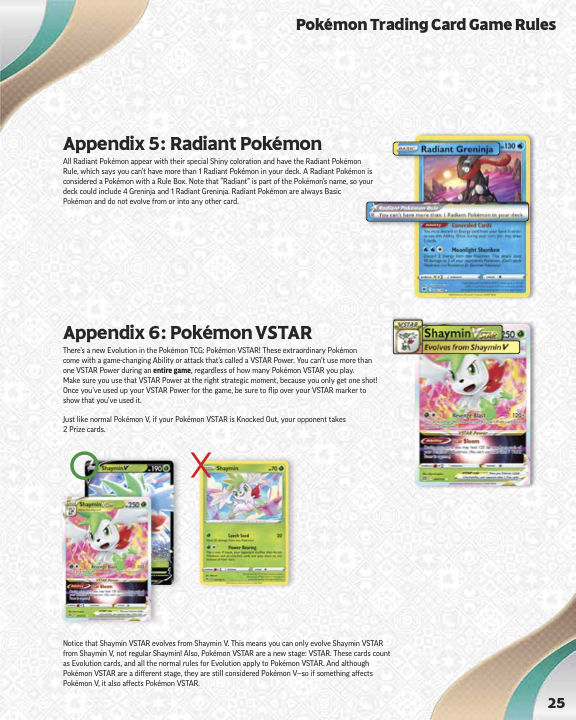 Pokémon Trading Card Game Rules
Appendix 5: Radiant Pokémon
All Radiant Pokémon appear with their special Shiny coloration and have the Radiant Pokémon
Rule, which says you can't have more than 1 Radiant Pokémon in your deck. A Radiant Pokémon is
considered a Pokémon with a Rule Box. Note that "Radiant" is part of the Pokémon's name, so your
deck could include 4 Greninja and 1 Radiant Greninja. Radiant Pokémon are always Basic
Pokémon and do not evolve from or into any other card.
BASIC Radiant Greninja 130
Radiant Pokémon Rule
You can't have more than 1 Radiant Pokémon in your deck.
Concealed Cards
Moonlight Shuriken
Appendix 6: Pokémon VSTAR
There's a new Evolution in the Pokémon TCG: Pokémon VSTAR! These extraordinary Pokémon
come with a game-changing Ability or attack that's called a VSTAR Power. You can't use more than
one VSTAR Power during an entire game, regardless of how many Pokémon VSTAR you play.
Make sure you use that VSTAR Power at the right strategic moment, because you only get one shot!
Once you've used up your VSTAR Power for the game, be sure to flip over your VSTAR marker to
show that you've used it.
Just like normal Pokémon V, if your Pokémon VSTAR is Knocked Out, your opponent takes
2 Prize cards.
VSTAR
Shaymin VSTAR 250
Evolves from Shaymin V
Revenge Blast 120
VSTAR Power
Star Bloom
Shaymin V 190
Shaymin VSTAR 250
Revenge Blast
VSTAR Power
Star Bloom
X
Shaymin 70
Leech Seed 20
Flower Bearing
Notice that Shaymin VSTAR evolves from Shaymin V. This means you can only evolve Shaymin VSTAR
from Shaymin V, not regular Shaymin! Also, Pokémon VSTAR are a new stage: VSTAR. These cards count
as Evolution cards, and all the normal rules for Evolution apply to Pokémon VSTAR. And although
Pokémon VSTAR are a different stage, they are still considered Pokémon V—so if something affects
Pokémon V, it also affects Pokémon VSTAR.
25